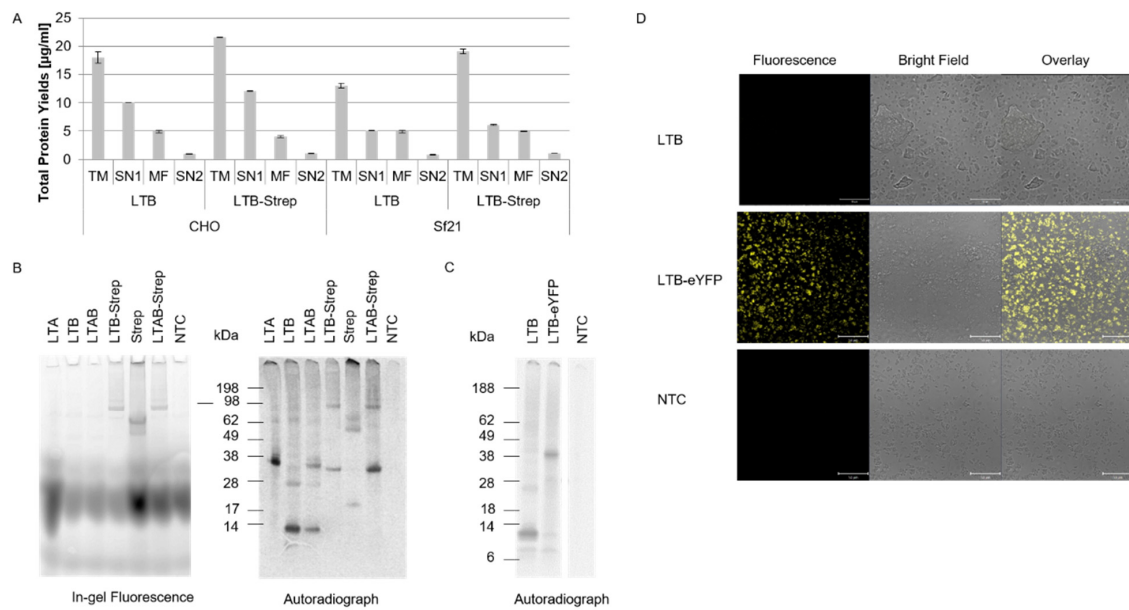 A
Total Protein Yields [µg/ml]
25
20
15
10
5
0
TM SN1 MF SN2 TM SN1 MF SN2 TM SN1 MF SN2 TM SN1 MF SN2
LTB LTB-Strep LTB LTB-Strep
CHO Sf21
B
LTA LTB LTAB LTB-Strep Strep LTAB-Strep NTC
kDa
198
98
62
49
38
28
17
14
In-gel Fluorescence
LTA LTB LTAB LTB-Strep Strep LTAB-Strep NTC
Autoradiograph
C
LTB LTB-eYFP NTC
kDa
188
62
49
38
28
18
14
6
Autoradiograph
D
Fluorescence Bright Field Overlay
LTB
LTB-eYFP
NTC